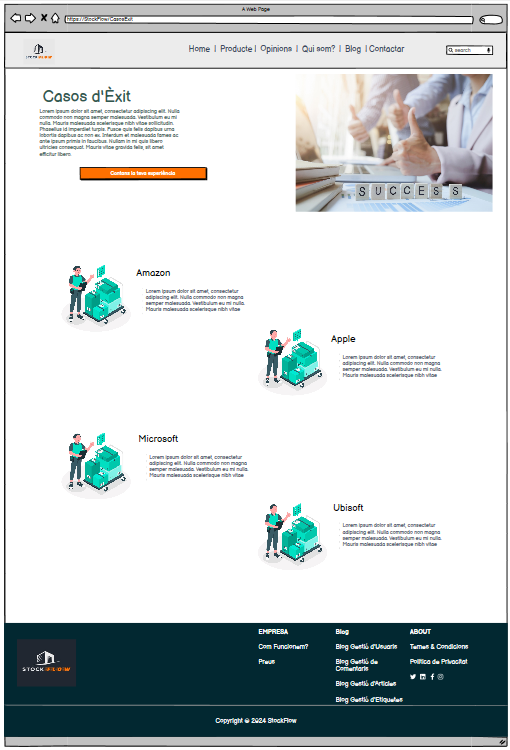 A Web Page
https://StockFlow/CasosExit
STOCKFLOW
Home | Producte | Opinions | Qui som? | Blog | Contactar
search
Casos d'Èxit
Lorem ipsum dolor sit amet, consectetur adipiscing elit. Nulla
commodo non magna semper malesuada. Vestibulum eu mi
nulla. Mauris malesuada scelerisque nibh vitae sollicitudin.
Phasellus id imperdiet turpis. Fusce quis felis dapibus urna
lobortis dapibus ac non ex. Interdum et malesuada fames ac
ante ipsum primis in faucibus. Nullam in mi quis libero
ultricies consequat. Mauris vitae gravida felis, sit amet
efficitur libero.
Contans la teva experiència
SUCCESS
Amazon
Lorem ipsum dolor sit amet, consectetur
adipiscing elit. Nulla commodo non magna
semper malesuada. Vestibulum eu mi nulla.
Mauris malesuada scelerisque nibh vitae
Apple
Lorem ipsum dolor sit amet, consectetur
adipiscing elit. Nulla commodo non magna
semper malesuada. Vestibulum eu mi nulla.
Mauris malesuada scelerisque nibh vitae
Microsoft
Lorem ipsum dolor sit amet, consectetur
adipiscing elit. Nulla commodo non magna
semper malesuada. Vestibulum eu mi nulla.
Mauris malesuada scelerisque nibh vitae
Ubisoft
Lorem ipsum dolor sit amet, consectetur
adipiscing elit. Nulla commodo non magna
semper malesuada. Vestibulum eu mi nulla.
Mauris malesuada scelerisque nibh vitae
STOCKFLOW
EMPRESA
Com Funcionem?
Preus
Blog
Blog Gestió d'Usuaris
Blog Gestió de
Comentaris
Blog Gestió d'Articles
Blog Gestió d'Etiquetes
ABOUT
Temes & Condicions
Política de Privacitat
Copyright © 2024 StockFlow